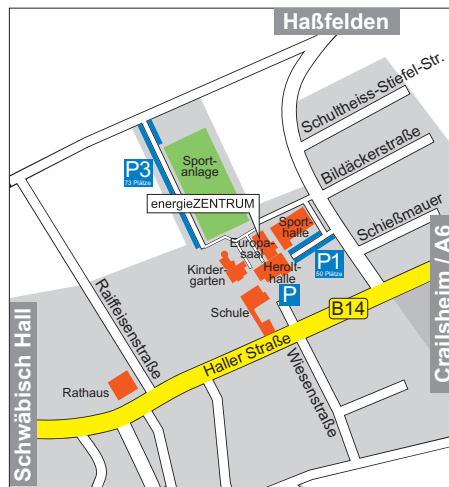 Haßfelden
Schultheiss-Stiefel-Str.
Bildäckerstraße
Schießmauer
P3
73 Plätze
Sport-
anlage
energieZENTRUM
Sport-
halle
Europa-
saal
Herolt-
halle
P1
50 Plätze
Kinder-
garten
P
Schule
B14
Crailsheim / A6
Raiffeisenstraße
Haller Straße
Wiesenstraße
Rathaus
Schwäbisch Hall